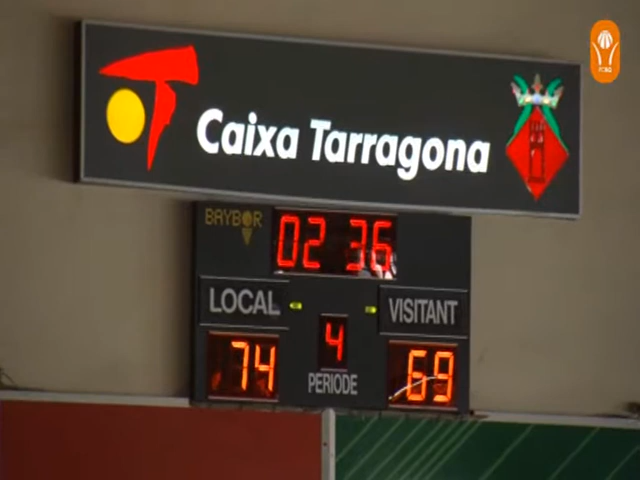 Caixa Tarragona
BAYBOR
02 36
LOCAL
VISITANT
4
74
69
PERIODE